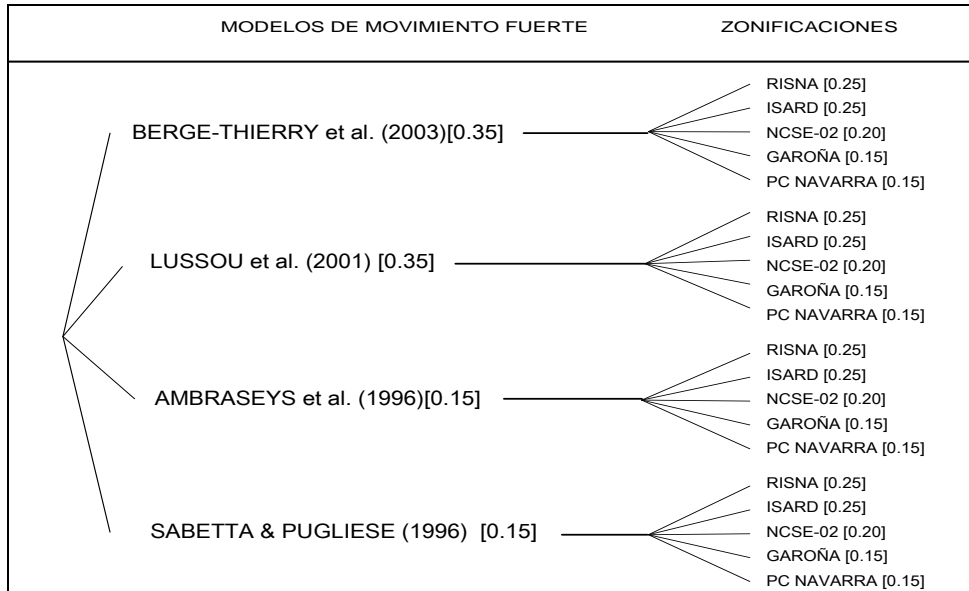 MODELOS DE MOVIMIENTO FUERTE ZONIFICACIONES
BERGE-THIERRY et al. (2003)[0.35]
RISNA [0.25]
ISARD [0.25]
NCSE-02 [0.20]
GAROÑA [0.15]
PC NAVARRA [0.15]
LUSSOU et al. (2001) [0.35]
RISNA [0.25]
ISARD [0.25]
NCSE-02 [0.20]
GAROÑA [0.15]
PC NAVARRA [0.15]
AMBRASEYS et al. (1996)[0.15]
RISNA [0.25]
ISARD [0.25]
NCSE-02 [0.20]
GAROÑA [0.15]
PC NAVARRA [0.15]
SABETTA & PUGLIESE (1996) [0.15]
RISNA [0.25]
ISARD [0.25]
NCSE-02 [0.20]
GAROÑA [0.15]
PC NAVARRA [0.15]